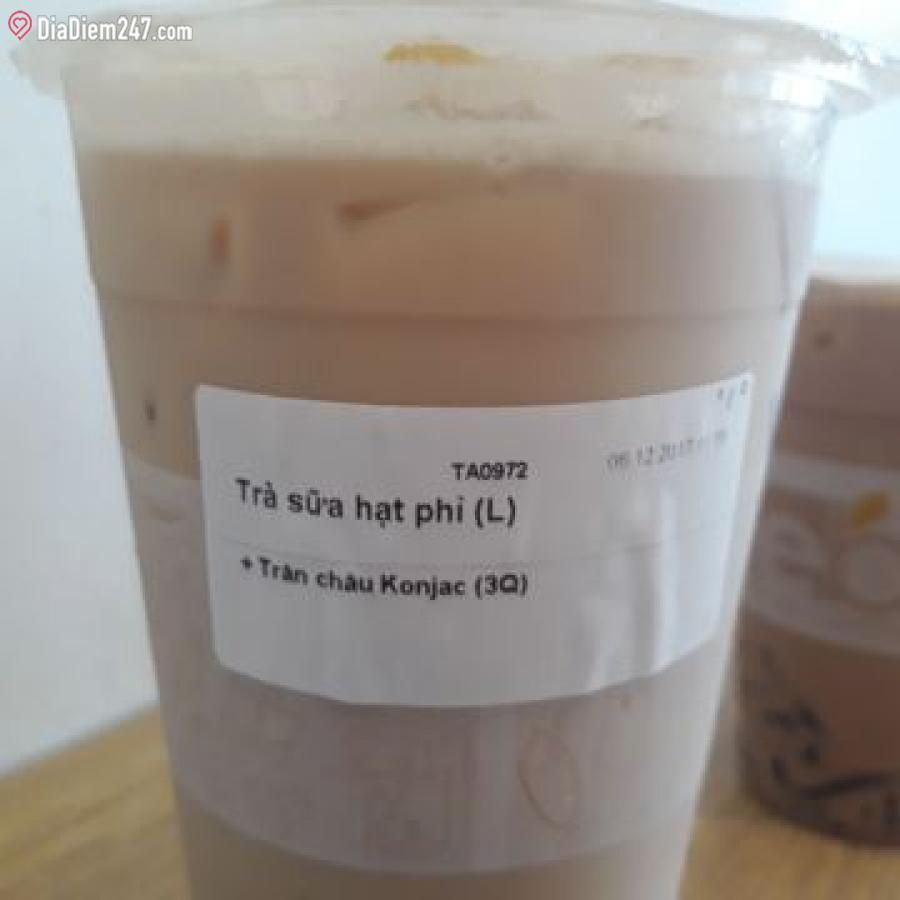 DiaDiem247.com
TA0972
Trà sữa hạt phỉ (L)
+ Trân châu Konjac (3Q)